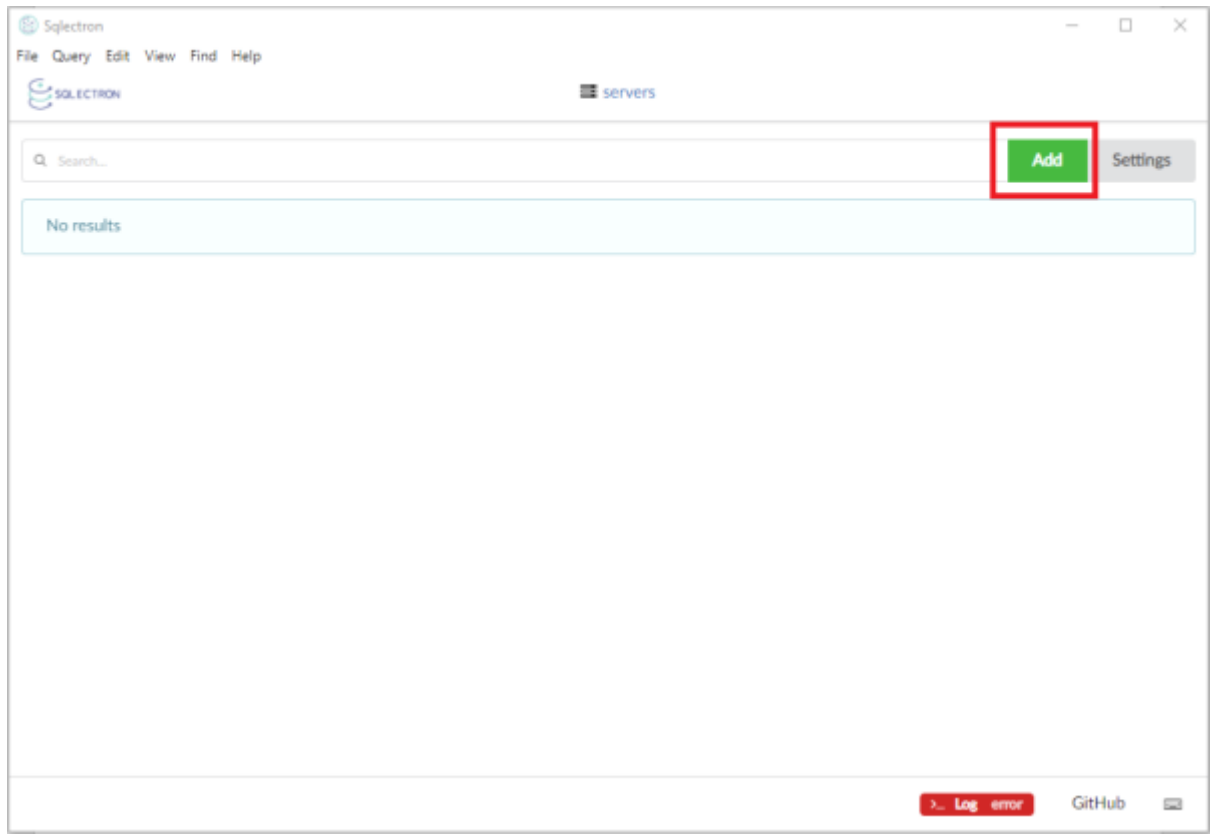 Sqlectron
File Query Edit View Find Help
SQLECTRON servers
Search... Add Settings
No results
>_ Log error GitHub